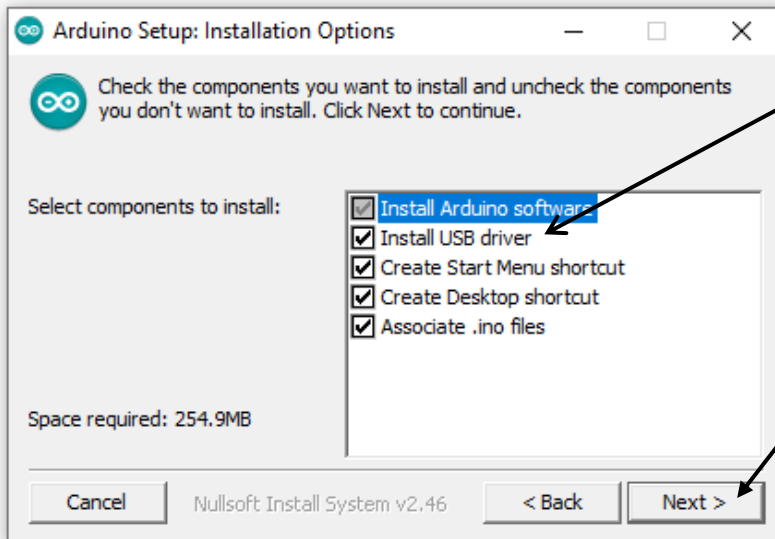 Arduino Setup: Installation Options
Check the components you want to install and uncheck the components
you don't want to install. Click Next to continue.
Select components to install:
Install Arduino software
Install USB driver
Create Start Menu shortcut
Create Desktop shortcut
Associate .ino files
Space required: 254.9MB
Cancel
Nullsoft Install System v2.46
< Back
Next >